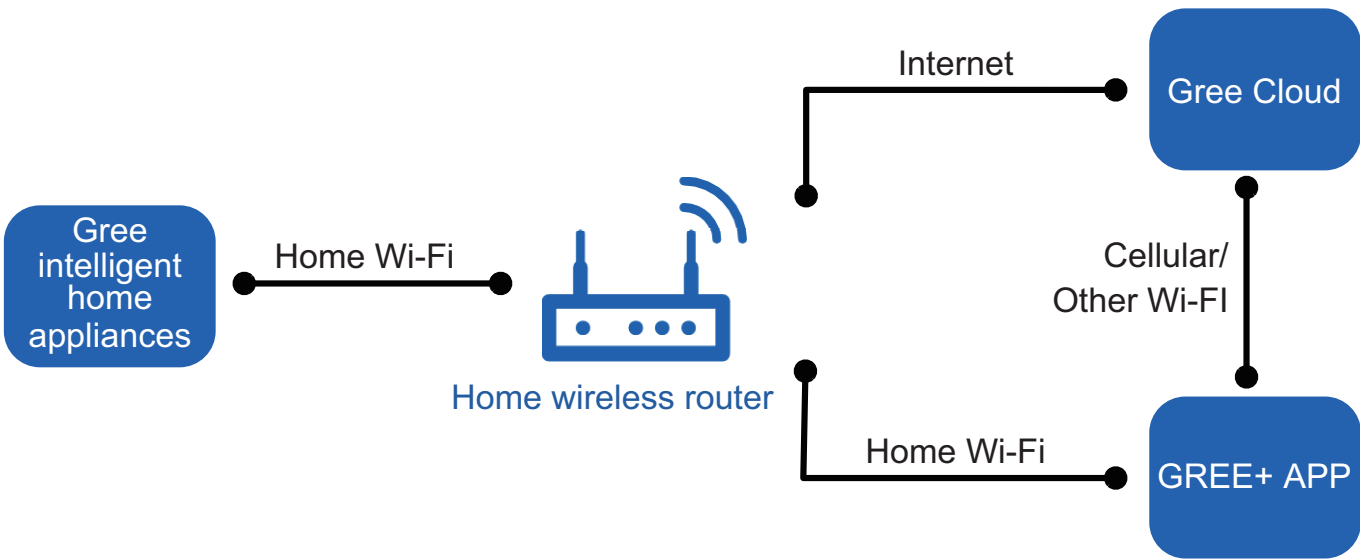 Internet
Gree Cloud
Gree
intelligent
home
appliances
Home Wi-Fi
Cellular/
Other Wi-FI
Home wireless router
Home Wi-Fi
GREE+ APP